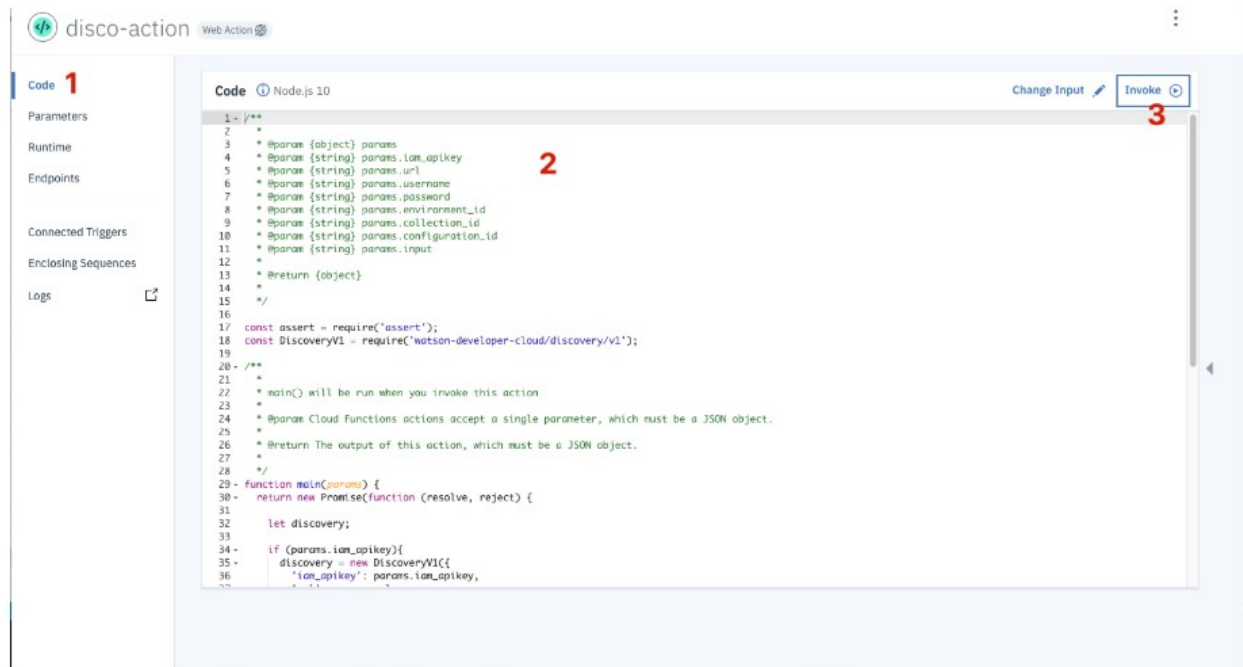 disco-action Web Action
Code 1
Parameters
Runtime
Endpoints
Connected Triggers
Enclosing Sequences
Logs
Code Node.js 10
Change Input
Invoke
3
2
1 /**
2 *
3 * @param {object} params
4 * @param {string} params.iam_apikey
5 * @param {string} params.url
6 * @param {string} params.username
7 * @param {string} params.password
8 * @param {string} params.environment_id
9 * @param {string} params.collection_id
10 * @param {string} params.configuration_id
11 * @param {string} params.input
12 *
13 * @return {object}
14 *
15 */
16
17 const assert = require('assert');
18 const DiscoveryV1 = require('watson-developer-cloud/discovery/v1');
19
20 /**
21 *
22 * main() will be run when you invoke this action
23 *
24 * @param Cloud Functions actions accept a single parameter, which must be a JSON object.
25 *
26 * @return The output of this action, which must be a JSON object.
27 *
28 */
29 function main(params) {
30 return new Promise(function (resolve, reject) {
31
32 let discovery;
33
34 if (params.iam_apikey){
35 discovery = new DiscoveryV1({
36 'iam_apikey': params.iam_apikey,